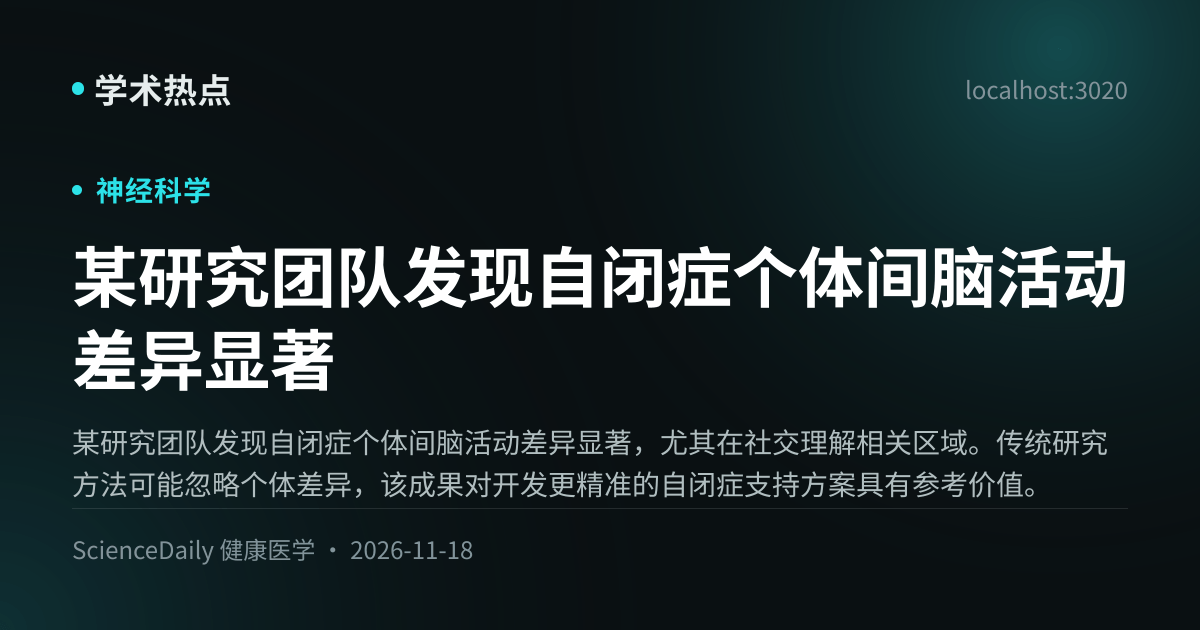 学术热点
localhost:3020
神经科学
某研究团队发现自闭症个体间脑活动
差异显著
某研究团队发现自闭症个体间脑活动差异显著，尤其在社交理解相关区域。传统研究
方法可能忽略个体差异，该成果对开发更精准的自闭症支持方案具有参考价值。
ScienceDaily 健康医学 · 2026-11-18